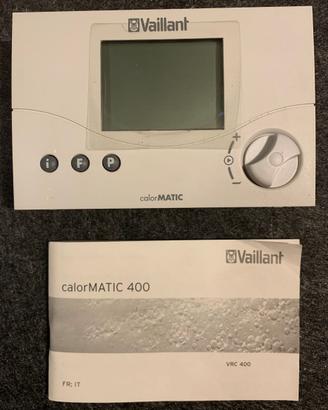 Vaillant
+
i F P
−
calorMATIC
Vaillant
calorMATIC 400
VRC 400
FR; IT